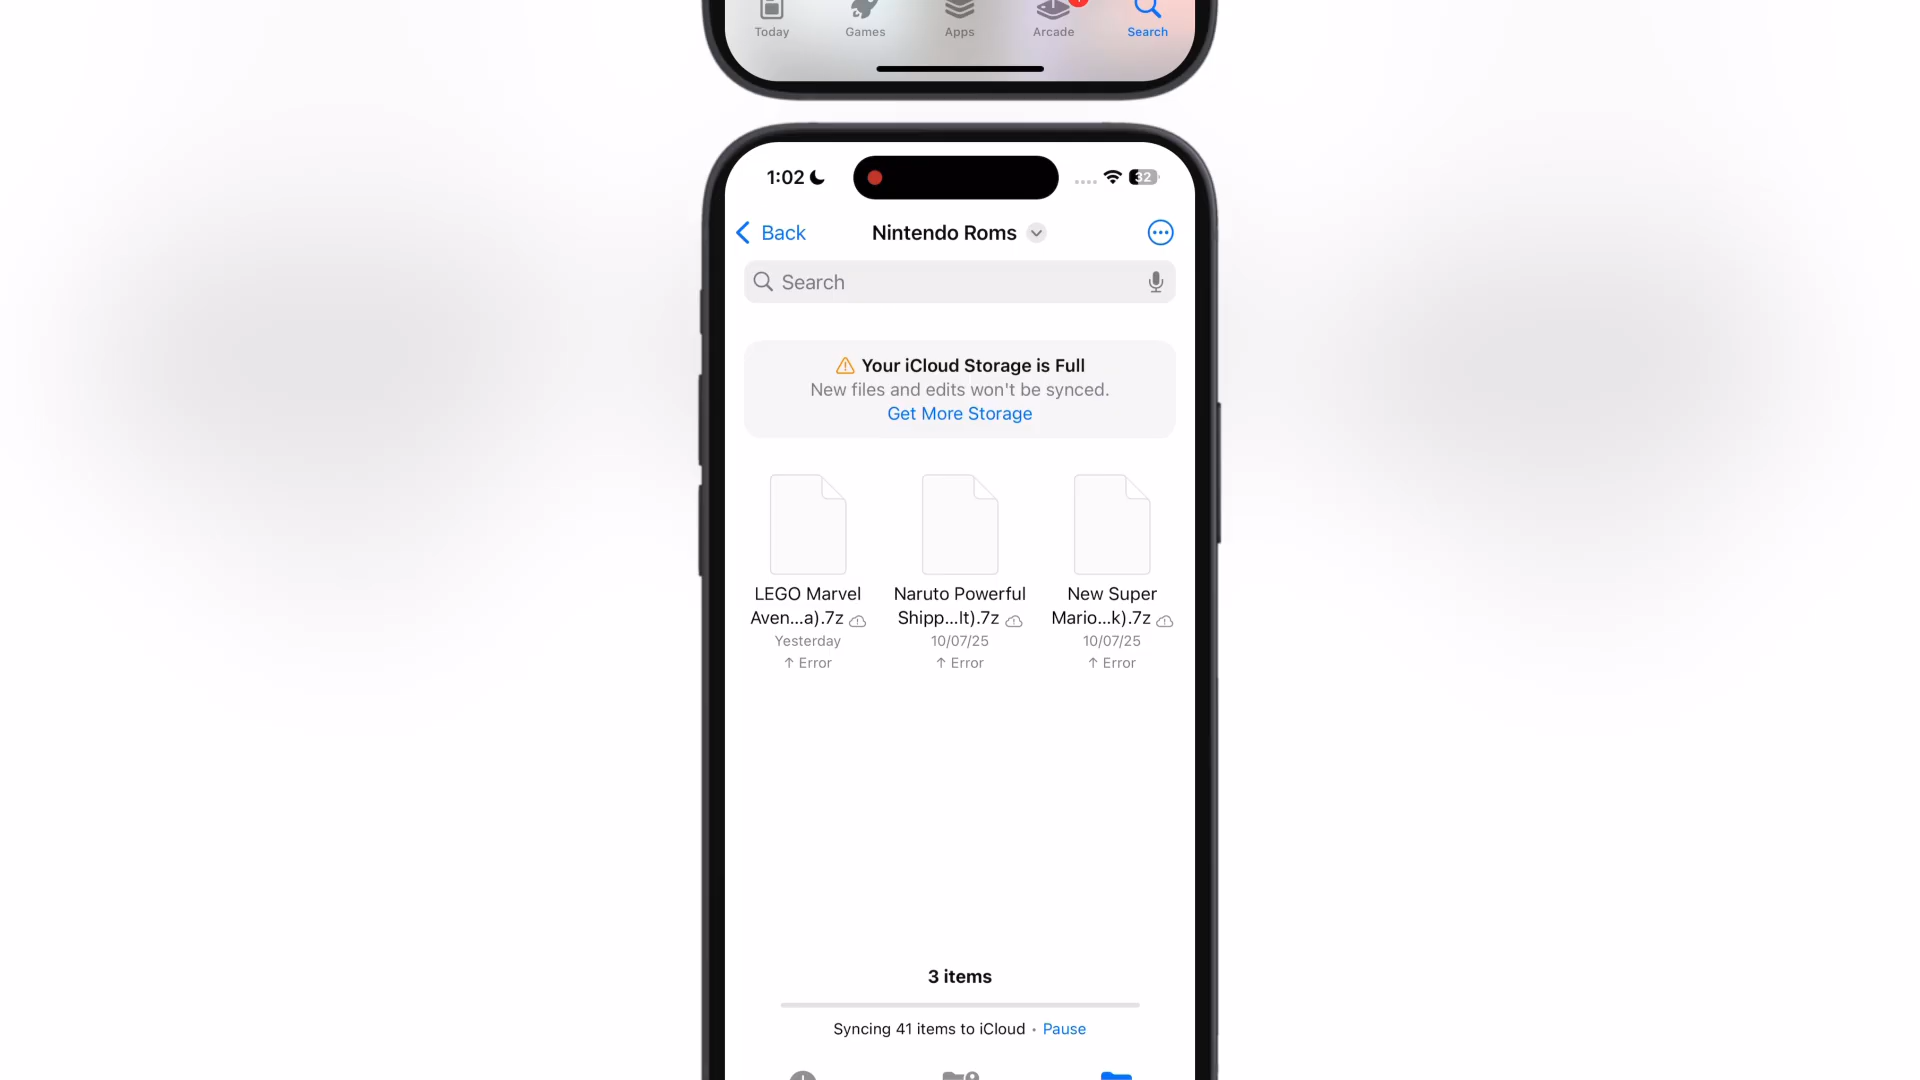 Today
Games
Apps
Arcade
Search
1:02
32
Back
Nintendo Roms
Search
Your iCloud Storage is Full
New files and edits won't be synced.
Get More Storage
LEGO Marvel
Aven...a).7z
Yesterday
↑ Error
Naruto Powerful
Shipp...lt).7z
10/07/25
↑ Error
New Super
Mario...k).7z
10/07/25
↑ Error
3 items
Syncing 41 items to iCloud · Pause